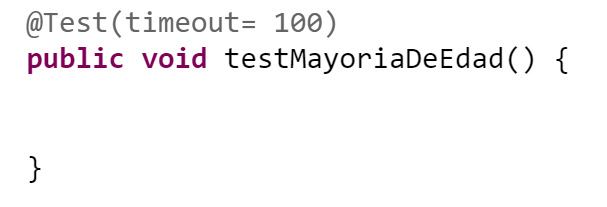 @Test(timeout= 100)
public void testMayoriaDeEdad() {
}